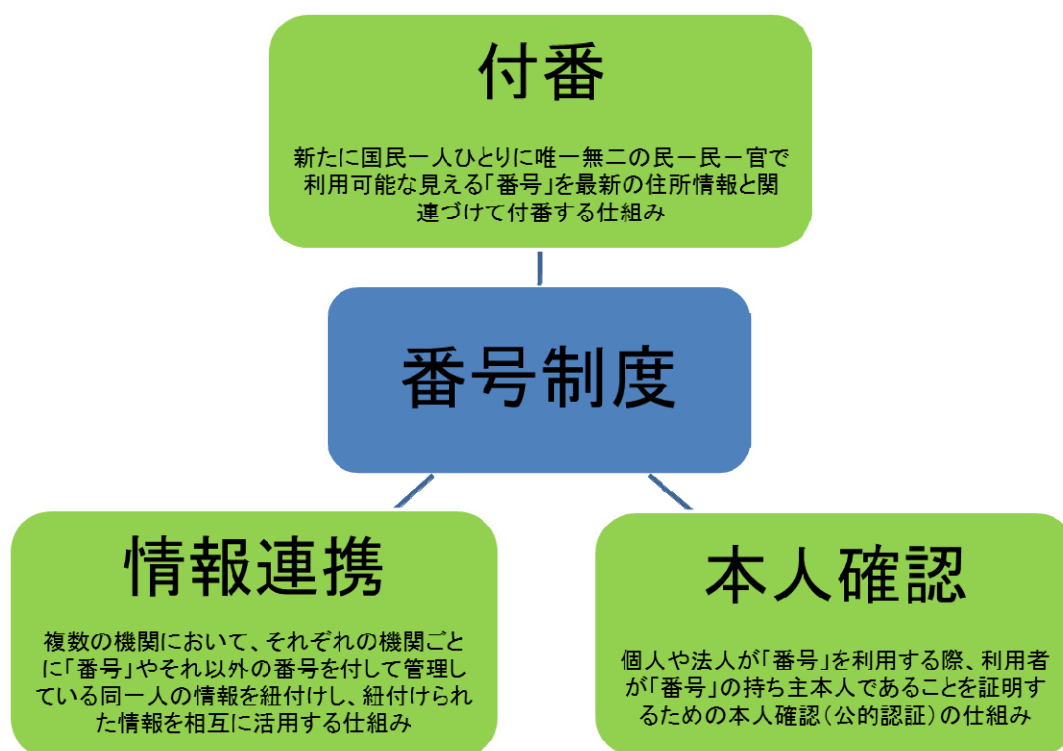 付番
新たに国民一人ひとりに唯一無二の民－民－官で
利用可能な見える「番号」を最新の住所情報と関
連づけて付番する仕組み
番号制度
情報連携
複数の機関において、それぞれの機関ごと
に「番号」やそれ以外の番号を付して管理し
ている同一人の情報を紐付けし、紐付けられ
た情報を相互に活用する仕組み
本人確認
個人や法人が「番号」を利用する際、利用者
が「番号」の持ち主本人であることを証明す
るための本人確認（公的認証）の仕組み